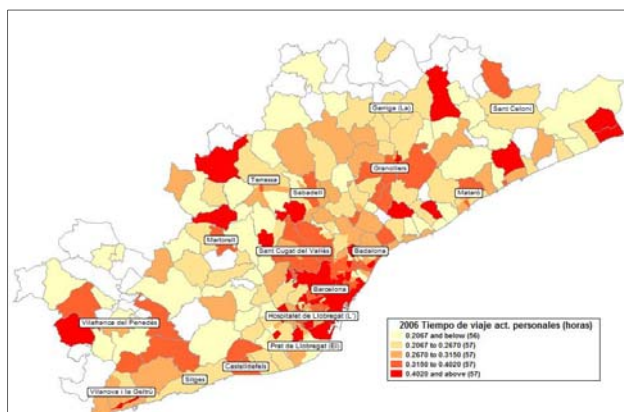 Garriga (La)
Sant Celoni
Granollers
Terrassa
Sabadell
Mataró
Martorell
Sant Cugat del Vallès
Badalona
Barcelona
Vilafranca del Penedès
Hospitalet de Llobregat (L')
Prat de Llobregat (El)
Castelldefels
Sitges
Vilanova i la Geltrú
2006 Tiempo de viaje act. personales (horas)
0.2067 and below (56)
0.2067 to 0.2670 (57)
0.2670 to 0.3150 (57)
0.3150 to 0.4020 (57)
0.4020 and above (57)